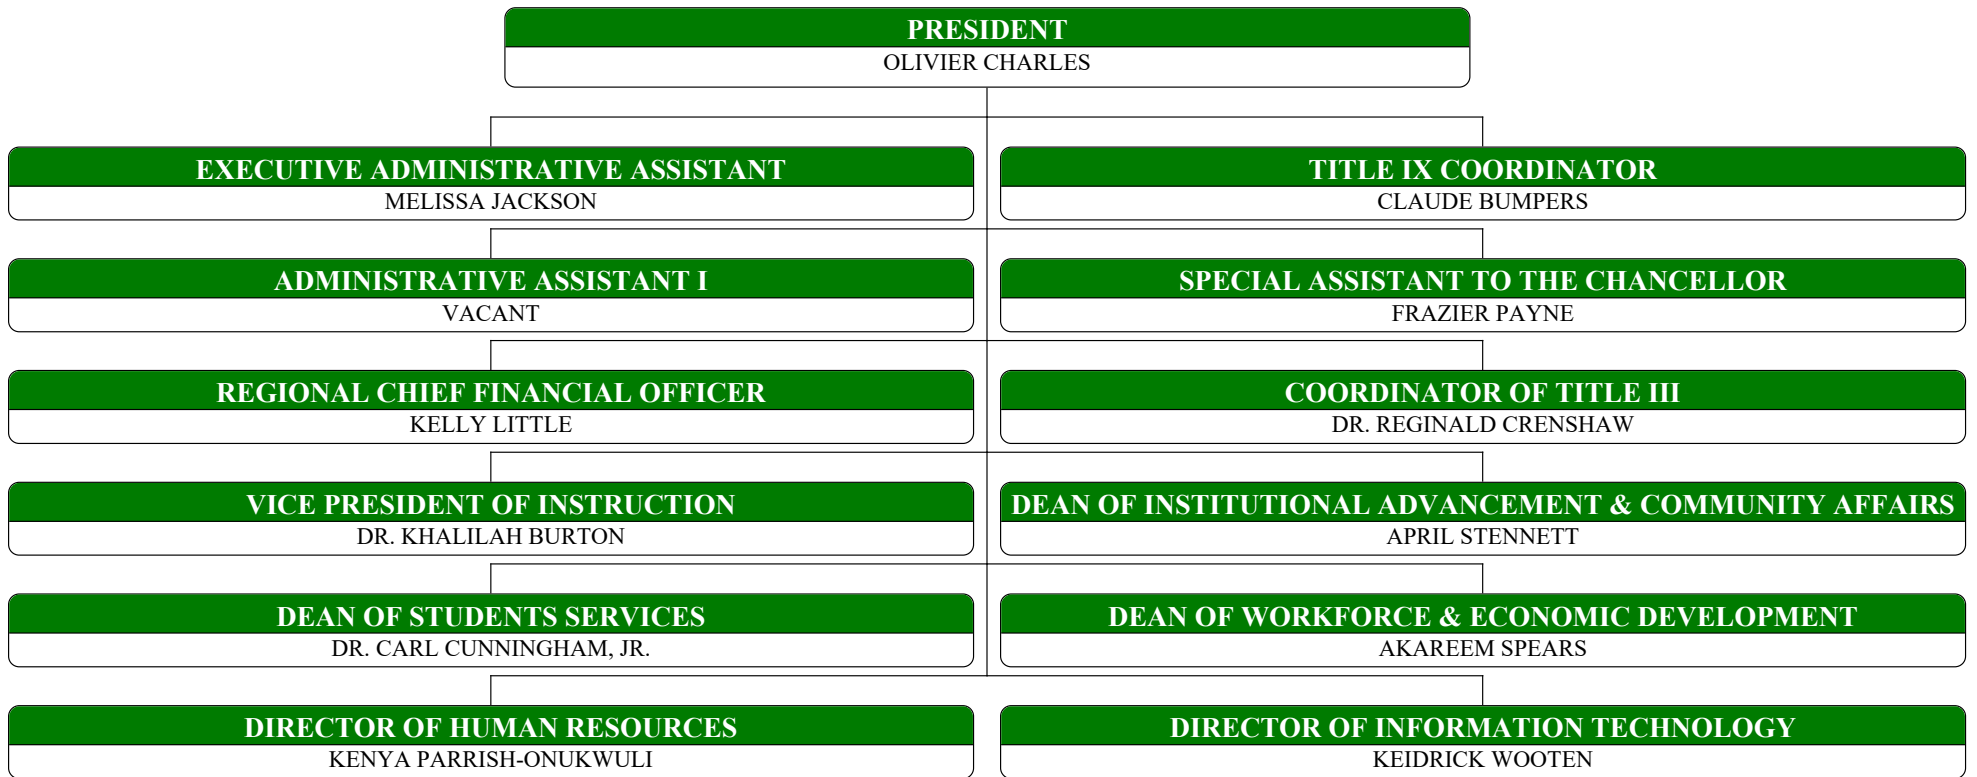 PRESIDENT
OLIVIER CHARLES
EXECUTIVE ADMINISTRATIVE ASSISTANT
MELISSA JACKSON
TITLE IX COORDINATOR
CLAUDE BUMPERS
ADMINISTRATIVE ASSISTANT I
VACANT
SPECIAL ASSISTANT TO THE CHANCELLOR
FRAZIER PAYNE
REGIONAL CHIEF FINANCIAL OFFICER
KELLY LITTLE
COORDINATOR OF TITLE III
DR. REGINALD CRENSHAW
VICE PRESIDENT OF INSTRUCTION
DR. KHALILAH BURTON
DEAN OF INSTITUTIONAL ADVANCEMENT & COMMUNITY AFFAIRS
APRIL STENNETT
DEAN OF STUDENTS SERVICES
DR. CARL CUNNINGHAM, JR.
DEAN OF WORKFORCE & ECONOMIC DEVELOPMENT
AKAREEM SPEARS
DIRECTOR OF HUMAN RESOURCES
KENYA PARRISH-ONUKWULI
DIRECTOR OF INFORMATION TECHNOLOGY
KEIDRICK WOOTEN